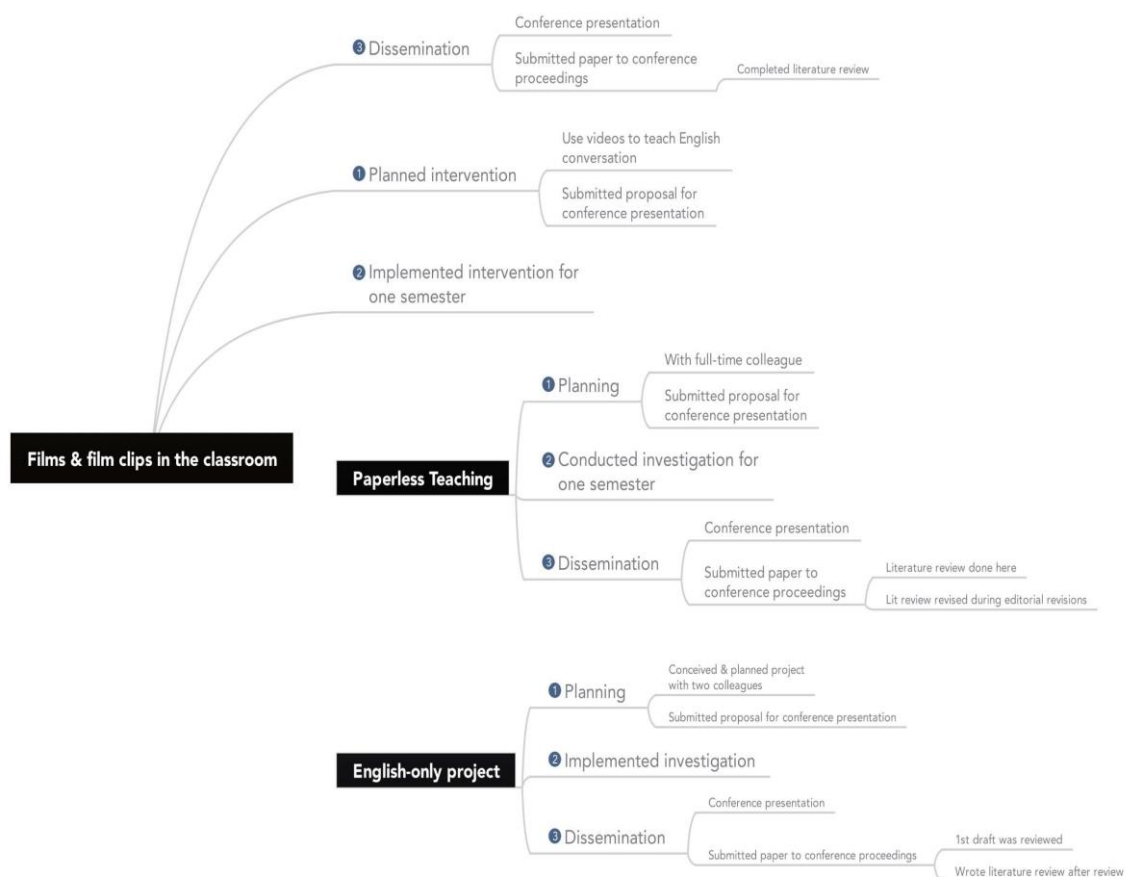 Conference presentation
❸ Dissemination
Submitted paper to conference
proceedings
Completed literature review
Use videos to teach English
conversation
❶ Planned intervention
Submitted proposal for
conference presentation
❷ Implemented intervention for
one semester
Films & film clips in the classroom
With full-time colleague
❶ Planning
Submitted proposal for
conference presentation
Paperless Teaching
❷ Conducted investigation for
one semester
Conference presentation
❸ Dissemination
Submitted paper to
conference proceedings
Literature review done here
Lit review revised during editorial revisions
Conceived & planned project
with two colleagues
❶ Planning
Submitted proposal for conference presentation
English-only project
❷ Implemented investigation
Conference presentation
❸ Dissemination
Submitted paper to conference proceedings
1st draft was reviewed
Wrote literature review after review